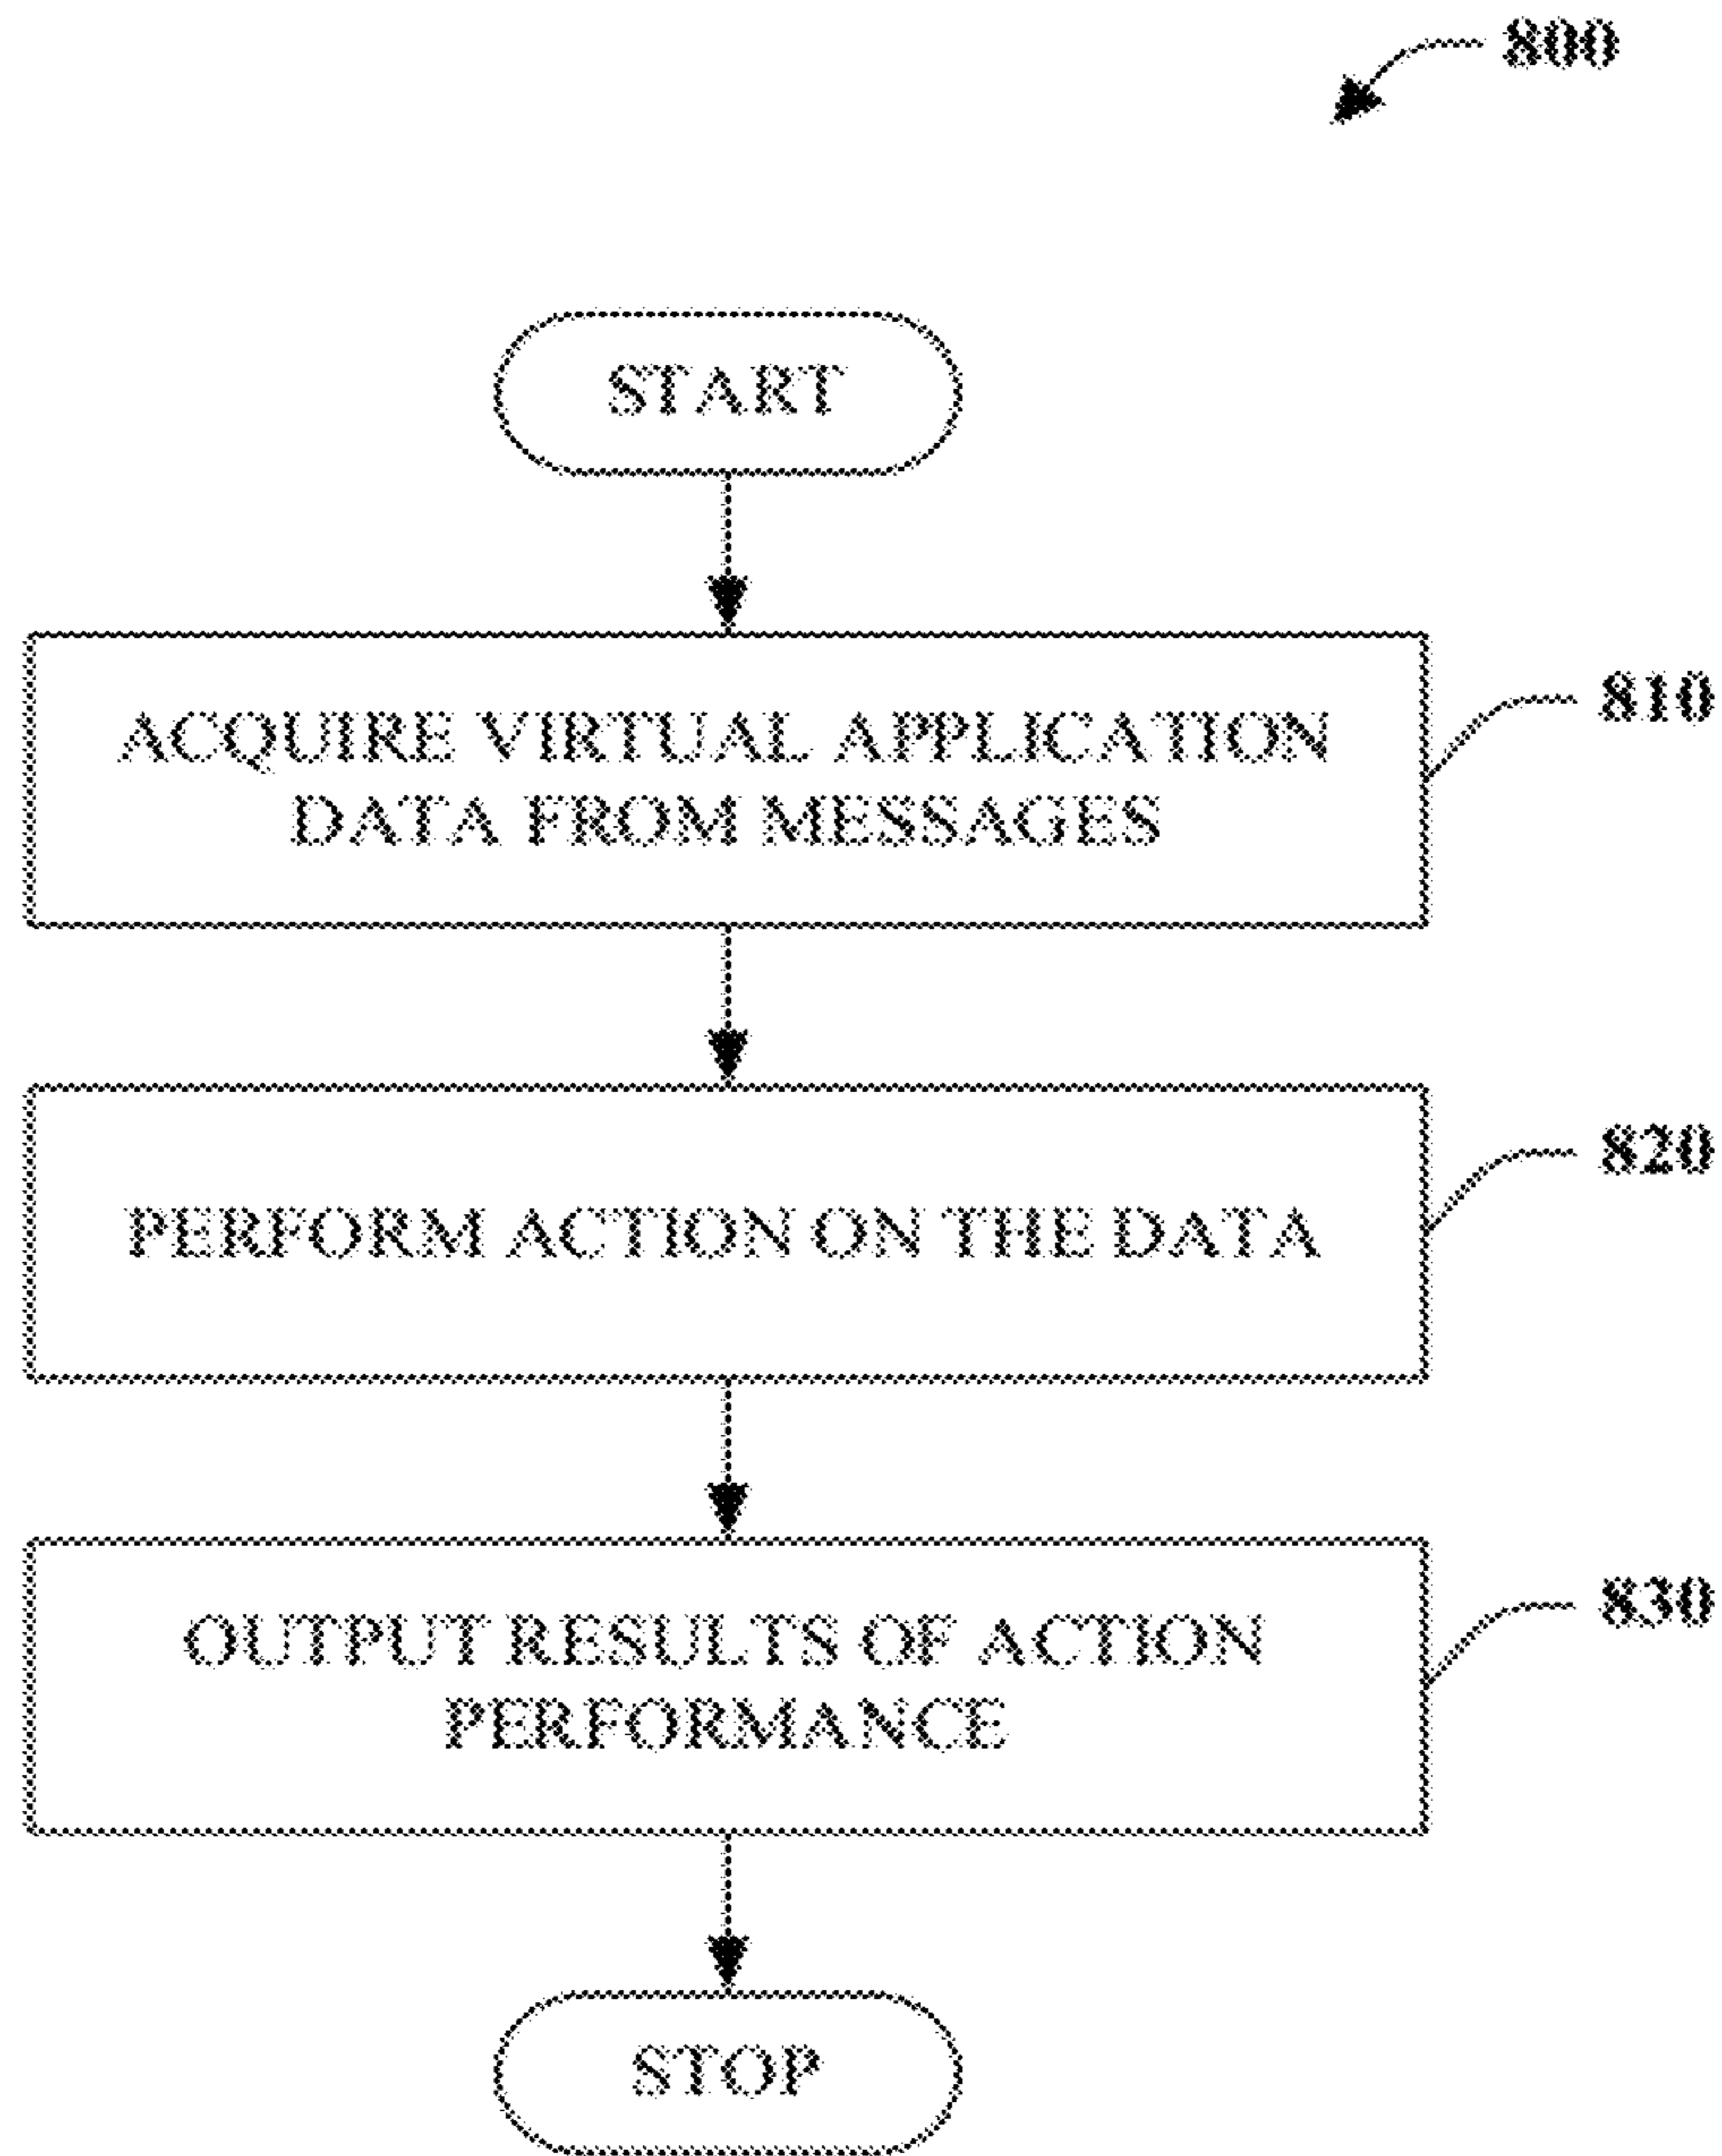 800
START
ACQUIRE VIRTUAL APPLICATION
DATA FROM MESSAGES
810
PERFORM ACTION ON THE DATA
820
OUTPUT RESULTS OF ACTION
PERFORMANCE
830
STOP